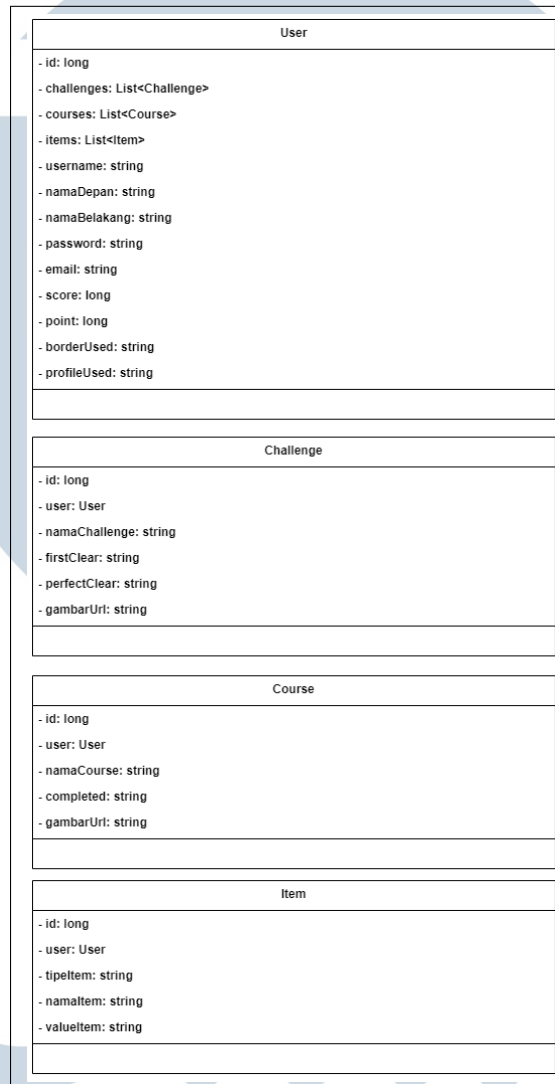 User
- id: long
- challenges: List<Challenge>
- courses: List<Course>
- items: List<Item>
- username: string
- namaDepan: string
- namaBelakang: string
- password: string
- email: string
- score: long
- point: long
- borderUsed: string
- profileUsed: string
Challenge
- id: long
- user: User
- namaChallenge: string
- firstClear: string
- perfectClear: string
- gambarUrl: string
Course
- id: long
- user: User
- namaCourse: string
- completed: string
- gambarUrl: string
Item
- id: long
- user: User
- tipeItem: string
- namaItem: string
- valueItem: string